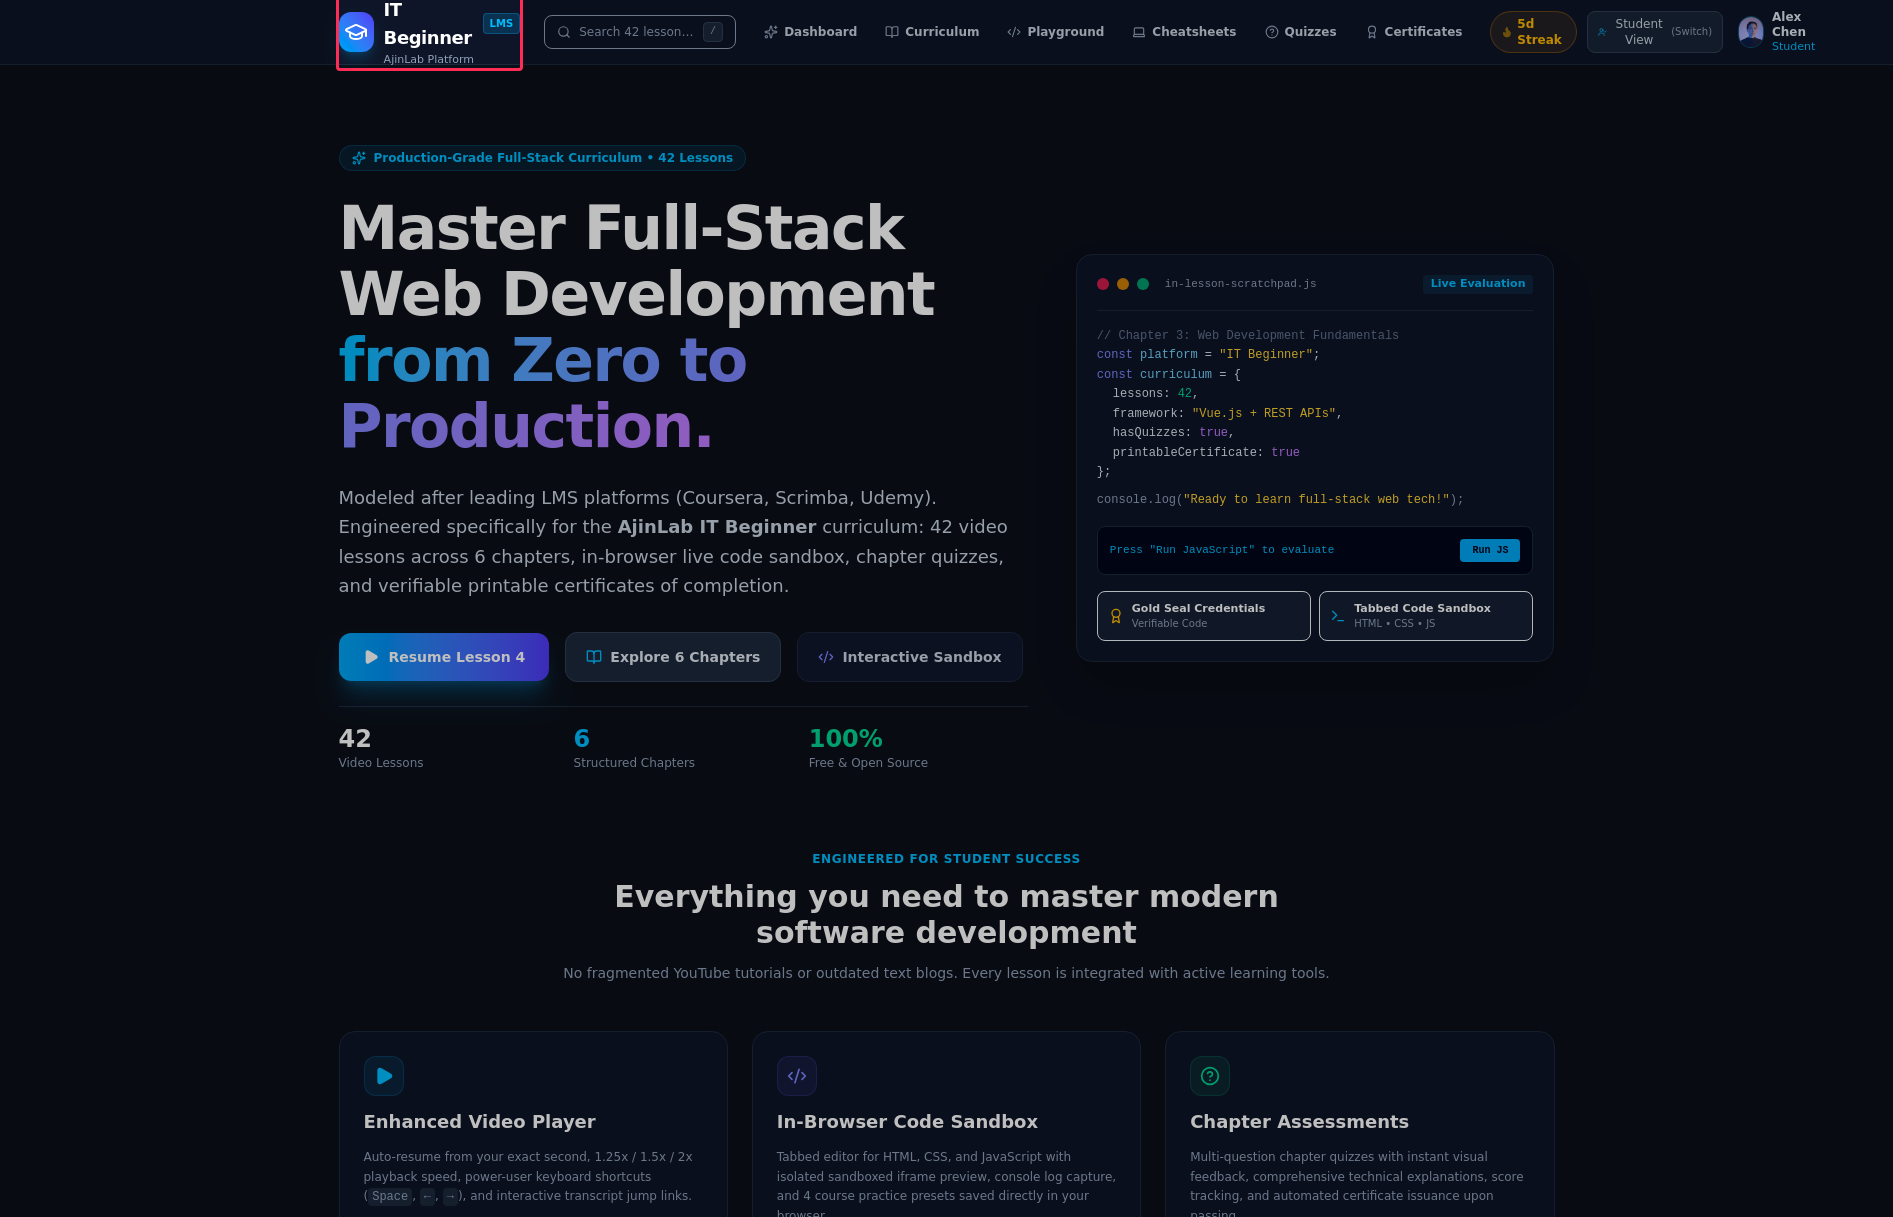 IT
Beginner
LMS
AjinLab Platform
Search 42 lesson...
/
Dashboard
Curriculum
Playground
Cheatsheets
Quizzes
Certificates
5d
Streak
Student
View
(Switch)
Alex
Chen
Student
Production-Grade Full-Stack Curriculum • 42 Lessons
Master Full-Stack
Web Development
from Zero to
Production.
Modeled after leading LMS platforms (Coursera, Scrimba, Udemy).
Engineered specifically for the AjinLab IT Beginner curriculum: 42 video
lessons across 6 chapters, in-browser live code sandbox, chapter quizzes,
and verifiable printable certificates of completion.
Resume Lesson 4
Explore 6 Chapters
Interactive Sandbox
42
Video Lessons
6
Structured Chapters
100%
Free & Open Source
in-lesson-scratchpad.js
Live Evaluation
// Chapter 3: Web Development Fundamentals
const platform = "IT Beginner";
const curriculum = {
lessons: 42,
framework: "Vue.js + REST APIs",
hasQuizzes: true,
printableCertificate: true
};
console.log("Ready to learn full-stack web tech!");
Press "Run JavaScript" to evaluate
Run JS
Gold Seal Credentials
Verifiable Code
Tabbed Code Sandbox
HTML • CSS • JS
ENGINEERED FOR STUDENT SUCCESS
Everything you need to master modern
software development
No fragmented YouTube tutorials or outdated text blogs. Every lesson is integrated with active learning tools.
Enhanced Video Player
Auto-resume from your exact second, 1.25x / 1.5x / 2x
playback speed, power-user keyboard shortcuts
(Space, ←, →), and interactive transcript jump links.
In-Browser Code Sandbox
Tabbed editor for HTML, CSS, and JavaScript with
isolated sandboxed iframe preview, console log capture,
and 4 course practice presets saved directly in your
browser.
Chapter Assessments
Multi-question chapter quizzes with instant visual
feedback, comprehensive technical explanations, score
tracking, and automated certificate issuance upon
passing.